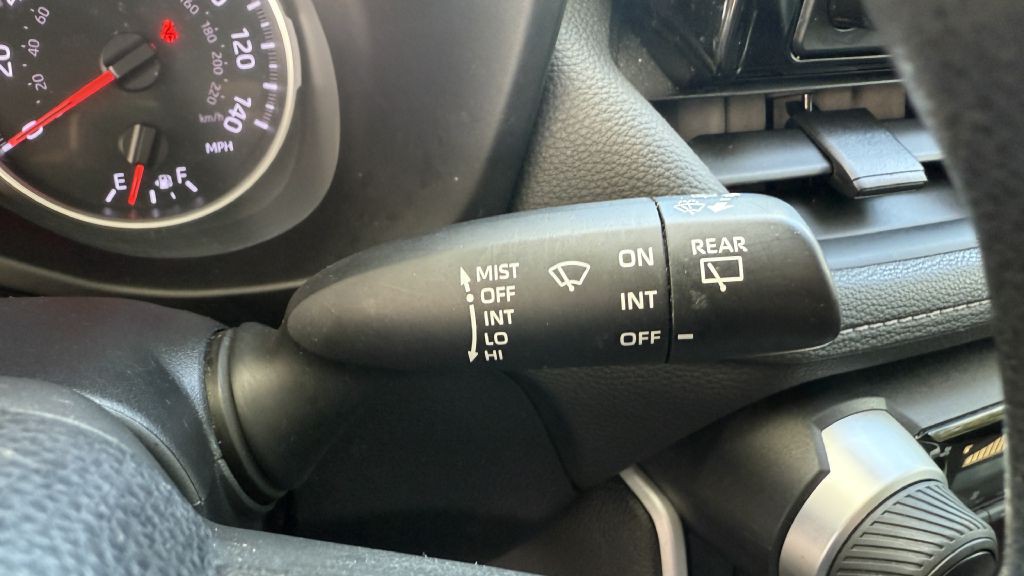 20
20
40
60
160
180
200
220
km/h
120
140
MPH
E
F
MIST
OFF
INT
LO
HI
ON
INT
OFF
REAR